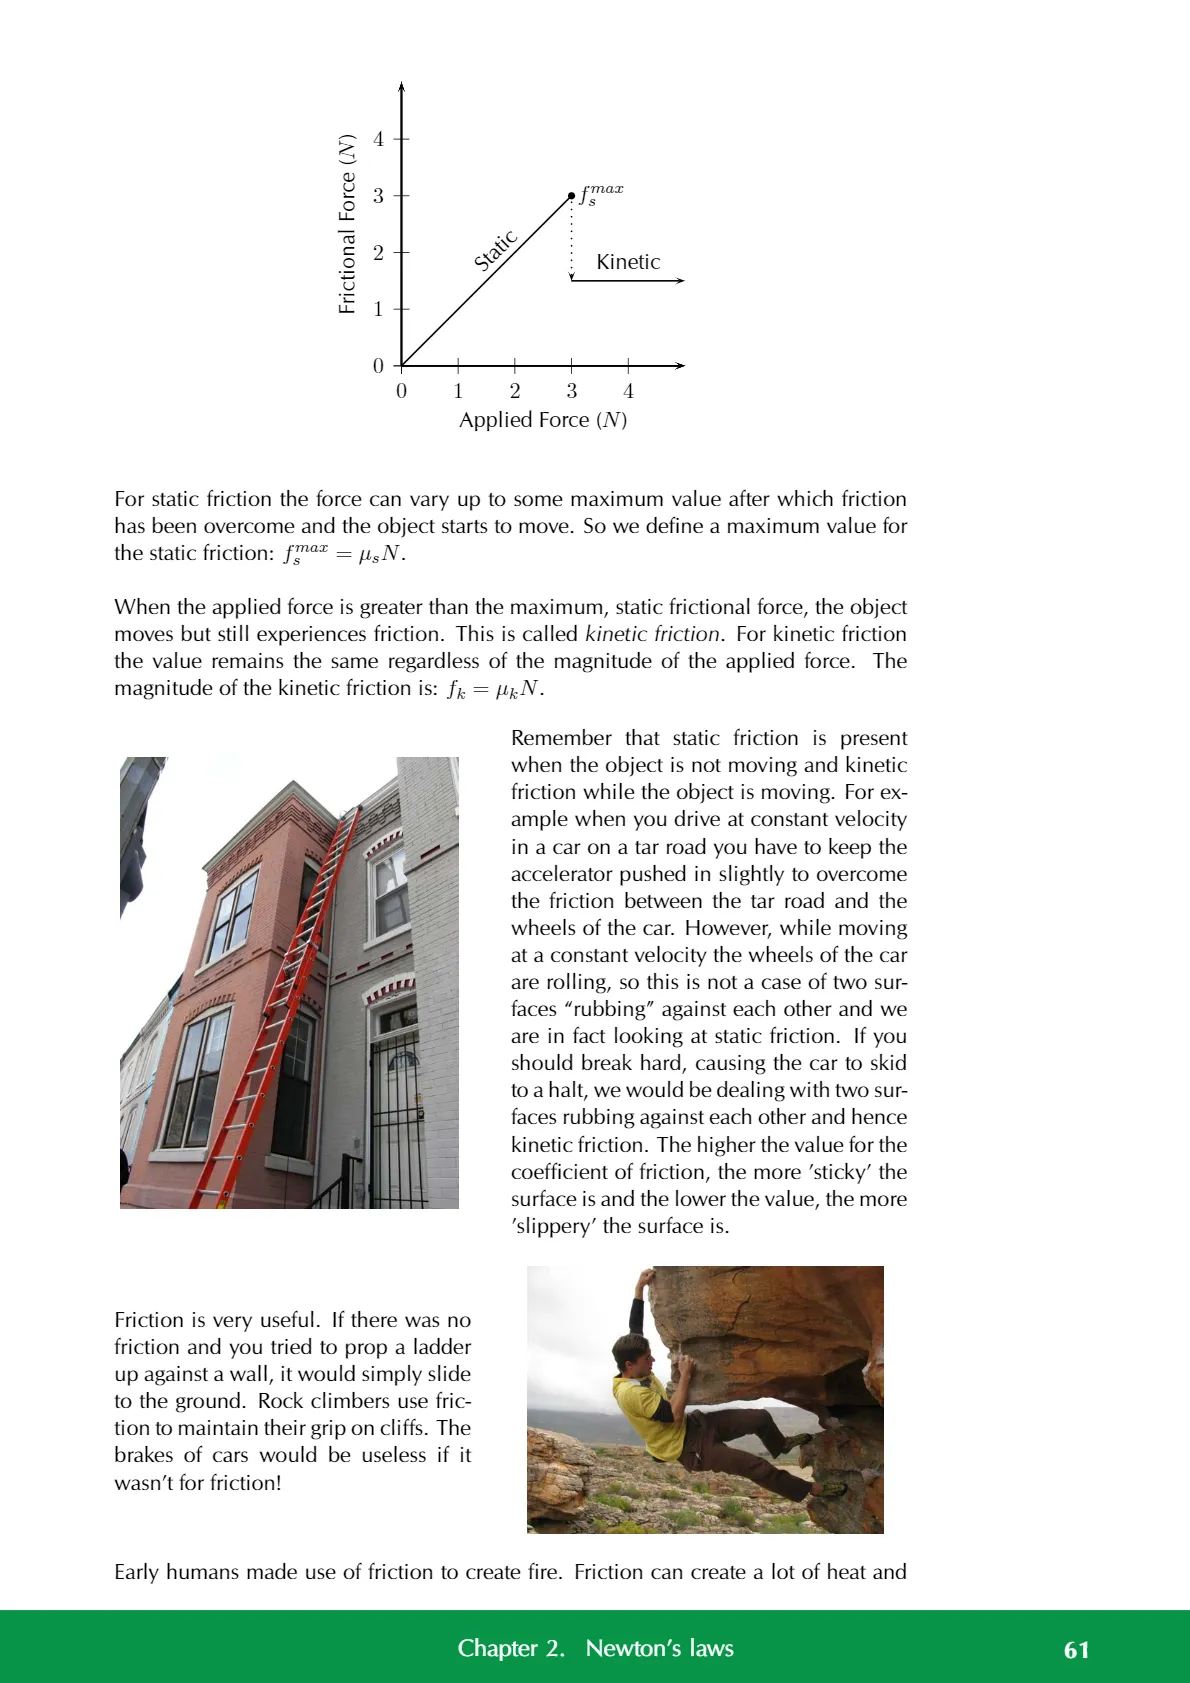 Frictional Force (N)
4
3
2
1
0
f_s^{max}
Static
Kinetic
0 1 2 3 4
Applied Force (N)
For static friction the force can vary up to some maximum value after which friction
has been overcome and the object starts to move. So we define a maximum value for
the static friction: f_s^{max} = μ_sN.
When the applied force is greater than the maximum, static frictional force, the object
moves but still experiences friction. This is called kinetic friction. For kinetic friction
the value remains the same regardless of the magnitude of the applied force. The
magnitude of the kinetic friction is: f_k = μ_kN.
Remember that static friction is present
when the object is not moving and kinetic
friction while the object is moving. For ex-
ample when you drive at constant velocity
in a car on a tar road you have to keep the
accelerator pushed in slightly to overcome
the friction between the tar road and the
wheels of the car. However, while moving
at a constant velocity the wheels of the car
are rolling, so this is not a case of two sur-
faces “rubbing” against each other and we
are in fact looking at static friction. If you
should break hard, causing the car to skid
to a halt, we would be dealing with two sur-
faces rubbing against each other and hence
kinetic friction. The higher the value for the
coefficient of friction, the more ’sticky’ the
surface is and the lower the value, the more
’slippery’ the surface is.
Friction is very useful. If there was no
friction and you tried to prop a ladder
up against a wall, it would simply slide
to the ground. Rock climbers use fric-
tion to maintain their grip on cliffs. The
brakes of cars would be useless if it
wasn’t for friction!
Early humans made use of friction to create fire. Friction can create a lot of heat and
Chapter 2. Newton’s laws
61